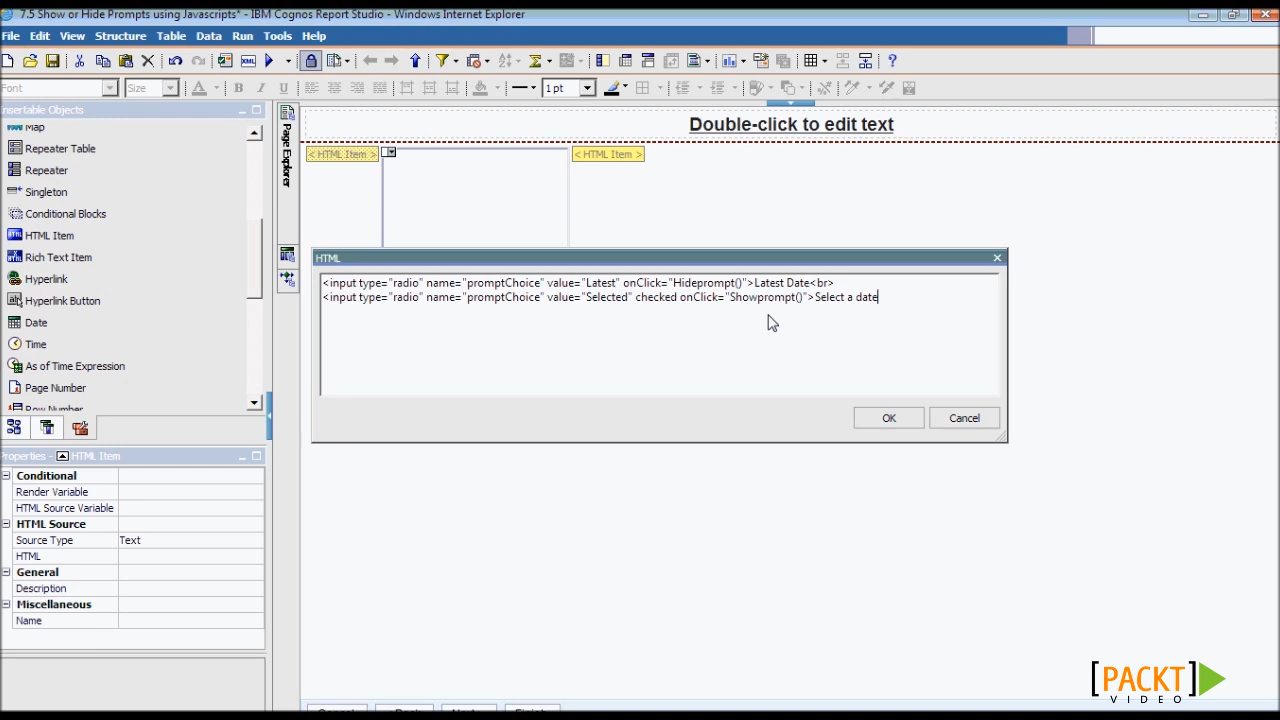 7.5 Show or Hide Prompts using Javascripts* - IBM Cognos Report Studio - Windows Internet Explorer
File Edit View Structure Table Data Run Tools Help
Font Size 1 pt
Insertable Objects
Map
Repeater Table
Repeater
Singleton
Conditional Blocks
HTML Item
Rich Text Item
Hyperlink
Hyperlink Button
Date
Time
As of Time Expression
Page Number
Row Number
Page Explorer
Double-click to edit text
< HTML Item >
< HTML Item >
HTML
<input type="radio" name="promptChoice" value="Latest" onClick="Hideprompt()">Latest Date<br>
<input type="radio" name="promptChoice" value="Selected" checked onClick="Showprompt()">Select a date
OK Cancel
Properties - HTML Item
Conditional
Render Variable
HTML Source Variable
HTML Source
Source Type Text
HTML
General
Description
Miscellaneous
Name
[PACKT]
VIDEO